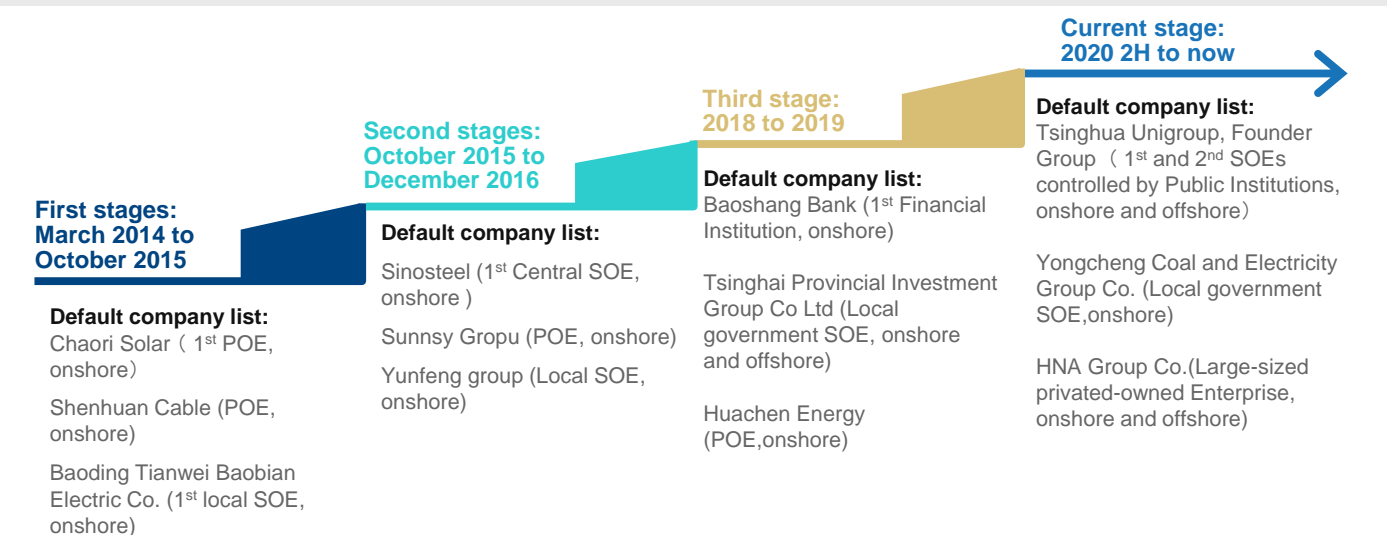 First stages:
March 2014 to
October 2015
Default company list:
Chaori Solar（ 1st POE,
onshore）
Shenhuan Cable (POE,
onshore)
Baoding Tianwei Baobian
Electric Co. (1st local SOE,
onshore)
Second stages:
October 2015 to
December 2016
Default company list:
Sinosteel (1st Central SOE,
onshore )
Sunnsy Gropu (POE, onshore)
Yunfeng group (Local SOE,
onshore)
Third stage:
2018 to 2019
Default company list:
Baoshang Bank (1st Financial
Institution, onshore)
Tsinghai Provincial Investment
Group Co Ltd (Local
government SOE, onshore
and offshore)
Huachen Energy
(POE,onshore)
Current stage:
2020 2H to now
Default company list:
Tsinghua Unigroup, Founder
Group（ 1st and 2nd SOEs
controlled by Public Institutions,
onshore and offshore）
Yongcheng Coal and Electricity
Group Co. (Local government
SOE,onshore)
HNA Group Co.(Large-sized
privated-owned Enterprise,
onshore and offshore)